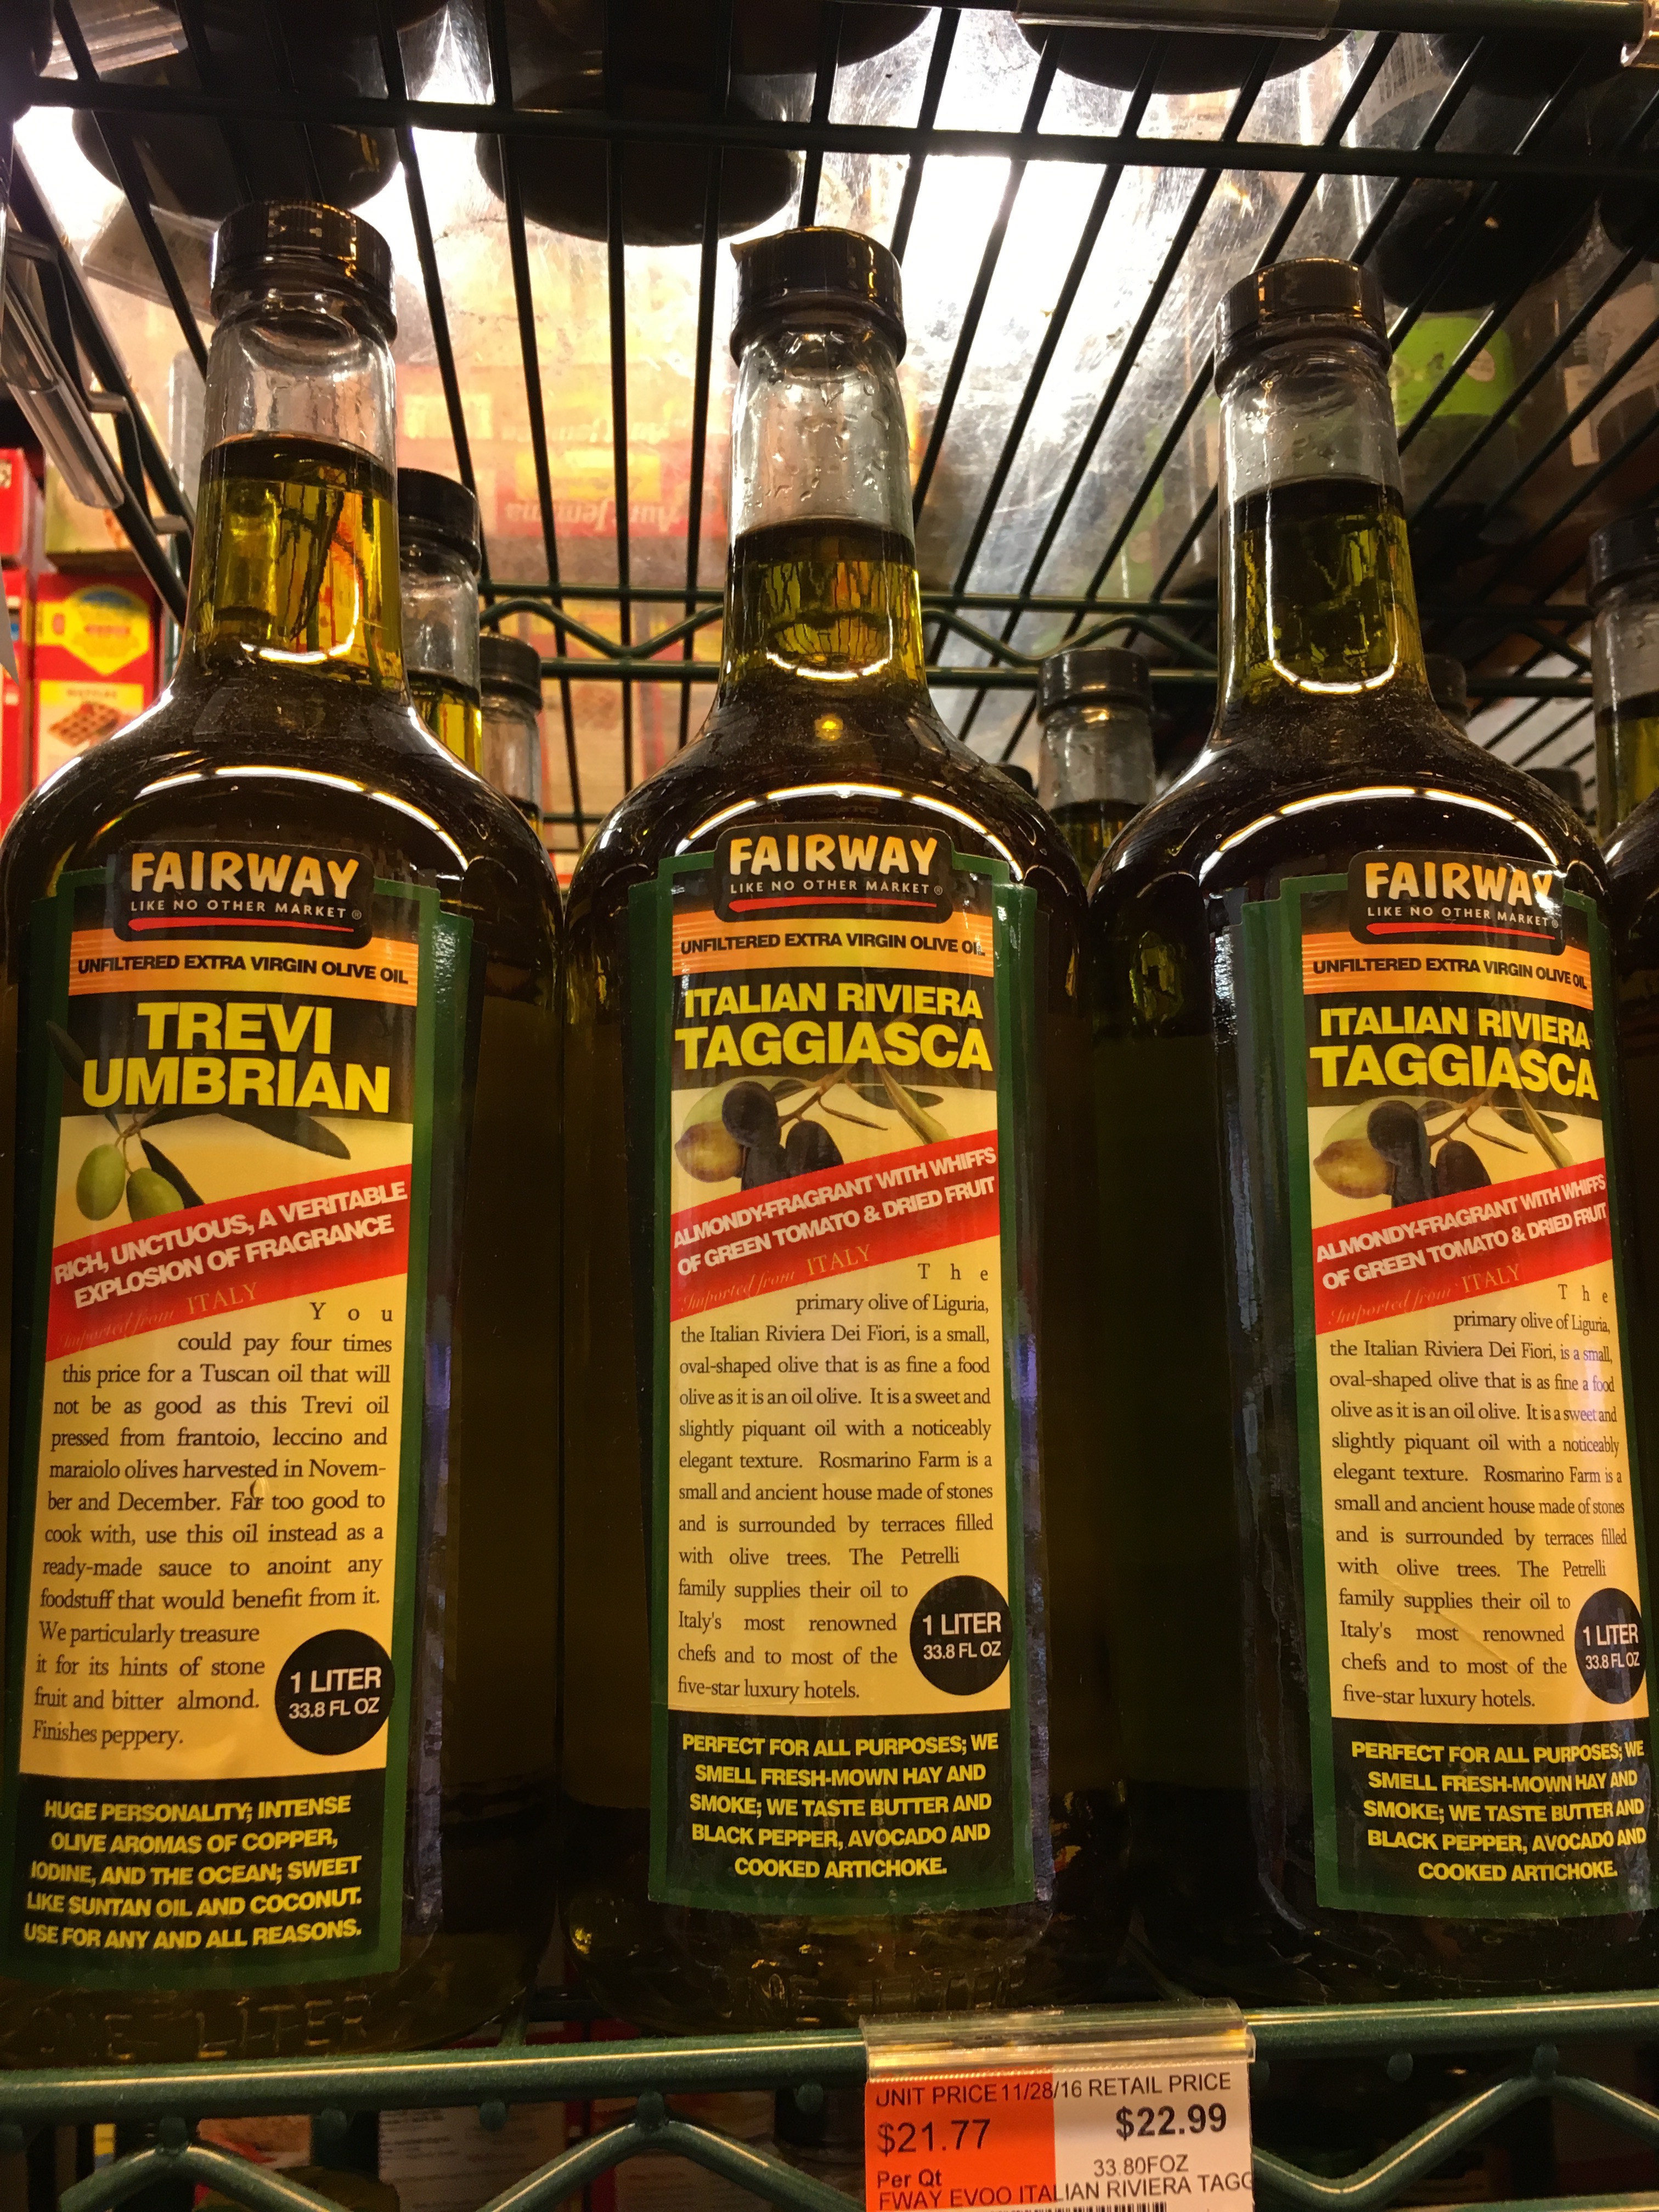 FAIRWAY
LIKE NO OTHER MARKET®
UNFILTERED EXTRA VIRGIN OLIVE OIL
TREVI
UMBRIAN
RICH, UNCTUOUS, A VERITABLE
EXPLOSION OF FRAGRANCE
Imported from ITALY
You
could pay four times
this price for a Tuscan oil that will
not be as good as this Trevi oil
pressed from frantoio, leccino and
maraiolo olives harvested in Novem-
ber and December. Far too good to
cook with, use this oil instead as a
ready-made sauce to anoint any
foodstuff that would benefit from it.
We particularly treasure
it for its hints of stone
fruit and bitter almond.
Finishes peppery.
1 LITER
33.8 FL OZ
HUGE PERSONALITY; INTENSE
OLIVE AROMAS OF COPPER,
IODINE, AND THE OCEAN; SWEET
LIKE SUNTAN OIL AND COCONUT.
USE FOR ANY AND ALL REASONS.
LITER
FAIRWAY
LIKE NO OTHER MARKET®
UNFILTERED EXTRA VIRGIN OLIVE OIL
ITALIAN RIVIERA
TAGGIASCA
ALMONDY-FRAGRANT WITH WHIFFS
OF GREEN TOMATO & DRIED FRUIT
Imported from ITALY
The
primary olive of Liguria,
the Italian Riviera Dei Fiori, is a small,
oval-shaped olive that is as fine a food
olive as it is an oil olive. It is a sweet and
slightly piquant oil with a noticeably
elegant texture. Rosmarino Farm is a
small and ancient house made of stones
and is surrounded by terraces filled
with olive trees. The Petrelli
family supplies their oil to
Italy's most renowned
chefs and to most of the
five-star luxury hotels.
1 LITER
33.8 FL OZ
PERFECT FOR ALL PURPOSES; WE
SMELL FRESH-MOWN HAY AND
SMOKE; WE TASTE BUTTER AND
BLACK PEPPER, AVOCADO AND
COOKED ARTICHOKE.
FAIRWAY
LIKE NO OTHER MARKET®
UNFILTERED EXTRA VIRGIN OLIVE OIL
ITALIAN RIVIERA
TAGGIASCA
ALMONDY-FRAGRANT WITH WHIFFS
OF GREEN TOMATO & DRIED FRUIT
Imported from ITALY
The
primary olive of Liguria,
the Italian Riviera Dei Fiori, is a small,
oval-shaped olive that is as fine a food
olive as it is an oil olive. It is a sweet and
slightly piquant oil with a noticeably
elegant texture. Rosmarino Farm is a
small and ancient house made of stones
and is surrounded by terraces filled
with olive trees. The Petrelli
family supplies their oil to
Italy's most renowned
chefs and to most of the
five-star luxury hotels.
1 LITER
33.8 FL OZ
PERFECT FOR ALL PURPOSES; WE
SMELL FRESH-MOWN HAY AND
SMOKE; WE TASTE BUTTER AND
BLACK PEPPER, AVOCADO AND
COOKED ARTICHOKE.
UNIT PRICE 11/28/16 RETAIL PRICE
$21.77 $22.99
33.80FOZ
Per Qt
FWAY EVOO ITALIAN RIVIERA TAGG